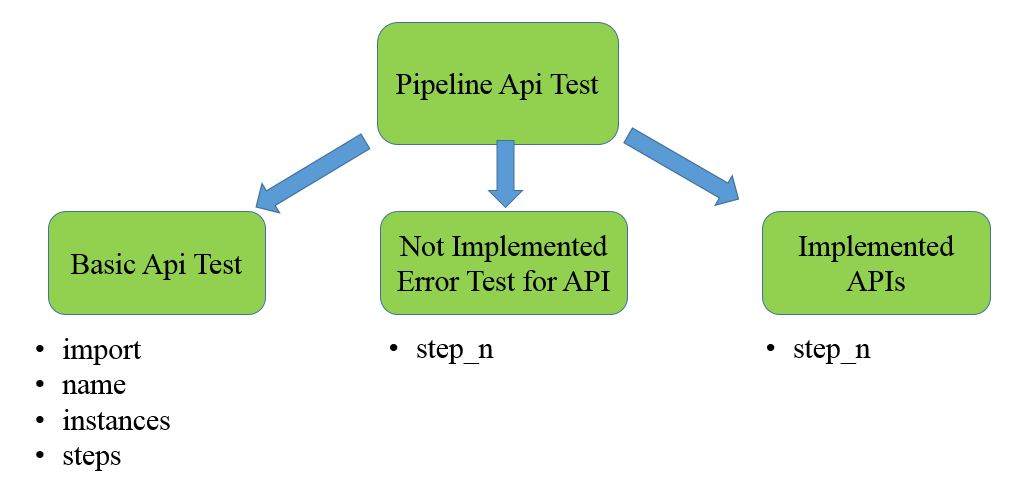 Pipeline Api Test
Basic Api Test
Not Implemented
Error Test for API
Implemented
APIs
• import
• name
• instances
• steps
• step_n
• step_n